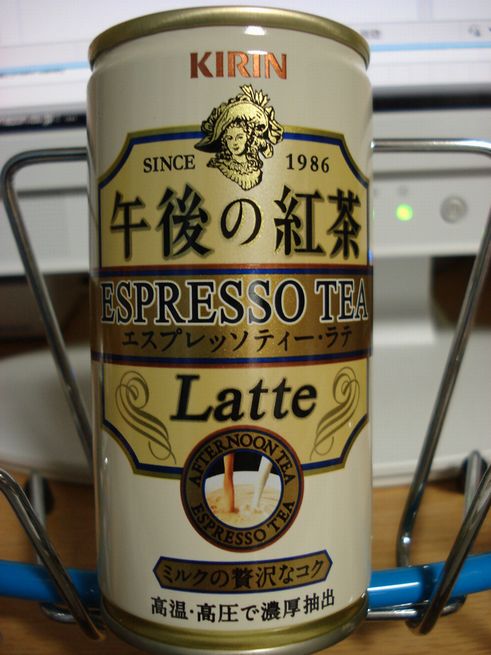 KIRIN
SINCE 1986
午後の紅茶
ESPRESSO TEA
エスプレッソティー・ラテ
Latte
AFTERNOON TEA
ESPRESSO TEA
ミルクの贅沢なコク
高温・高圧で濃厚抽出